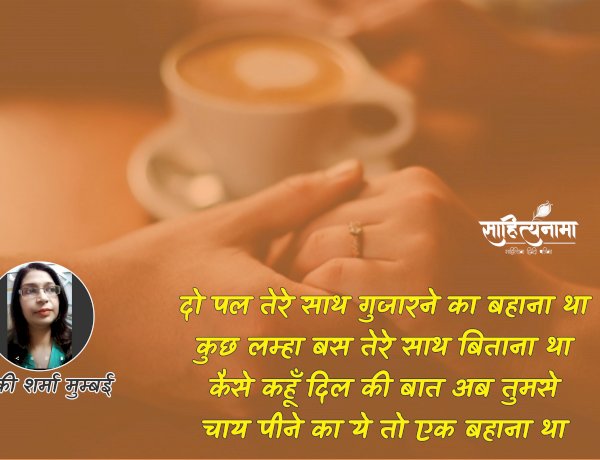 साहित्यनामा
दो पल तेरे साथ गुजारने का बहाना था
कुछ लम्हा बस तेरे साथ बिताना था
कैसे कहूँ दिल की बात अब तुमसे
चाय पीने का ये तो एक बहाना था
की शर्मा मुम्बई